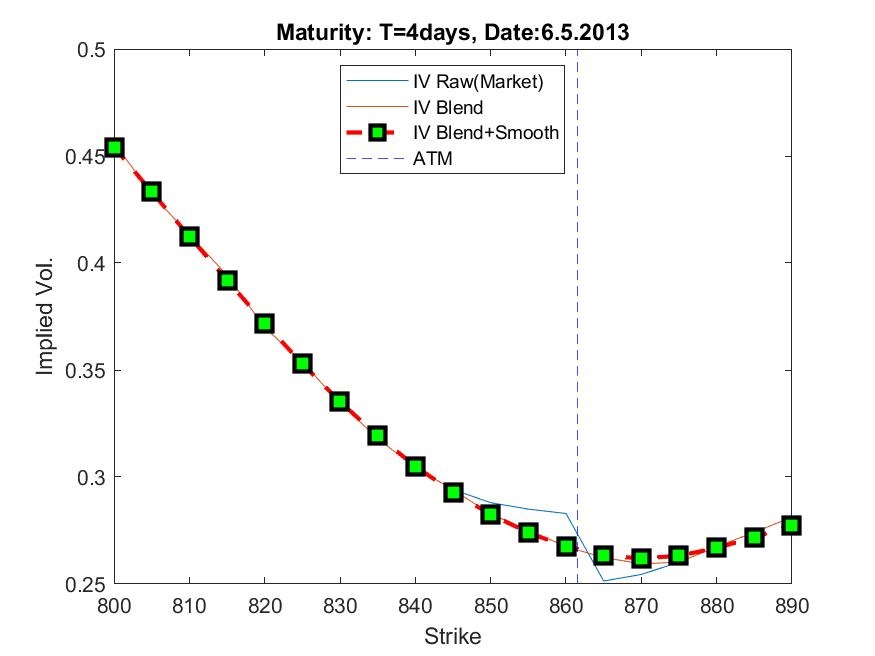 Maturity: T=4days, Date:6.5.2013
0.5
IV Raw(Market)
IV Blend
IV Blend+Smooth
ATM
0.45
0.4
0.35
0.3
0.25
Implied Vol.
800 810 820 830 840 850 860 870 880 890
Strike